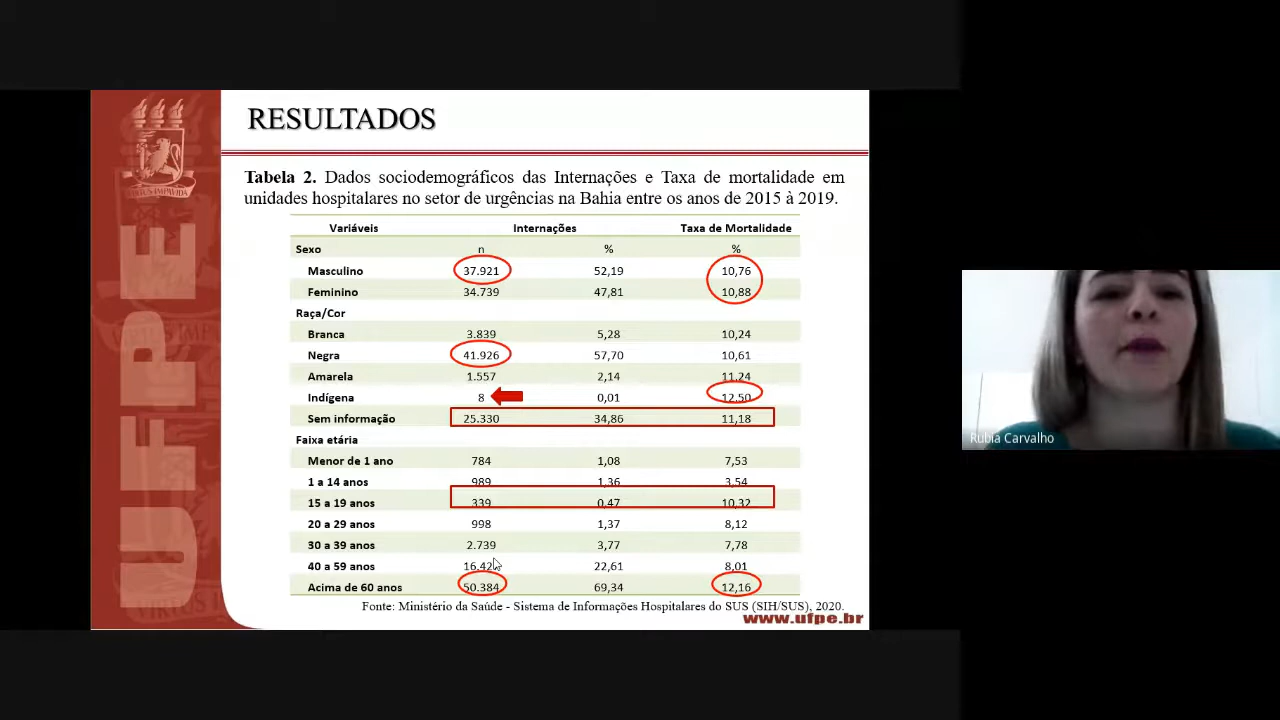 RESULTADOS
Tabela 2. Dados sociodemográficos das Internações e Taxa de mortalidade em
unidades hospitalares no setor de urgências na Bahia entre os anos de 2015 à 2019.
Variáveis Internações Taxa de Mortalidade
Sexo n % %
Masculino 37.921 52,19 10,76
Feminino 34.739 47,81 10,88
Raça/Cor
Branca 3.839 5,28 10,24
Negra 41.926 57,70 10,61
Amarela 1.557 2,14 11,24
Indígena 8 0,01 12,50
Sem informação 25.330 34,86 11,18
Faixa etária
Menor de 1 ano 784 1,08 7,53
1 a 14 anos 989 1,36 3,54
15 a 19 anos 339 0,47 10,32
20 a 29 anos 998 1,37 8,12
30 a 39 anos 2.739 3,77 7,78
40 a 59 anos 22,61 8,01
Acima de 60 anos 50.384 69,34 12,16
Fonte: Ministério da Saúde - Sistema de Informações Hospitalares do SUS (SIH/SUS), 2020.
www.ufpe.br
UFPE
VIRTUS IMPAVIDA
Rubia Carvalho